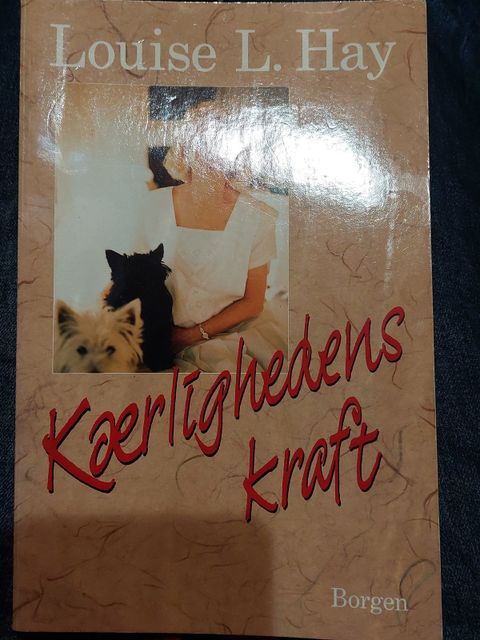 Louise L. Hay
Kærlighedens
kraft
Borgen